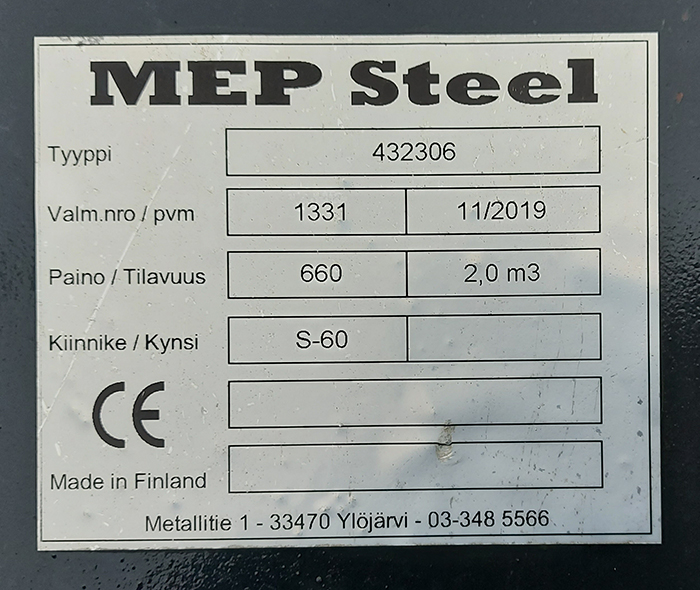 MEP Steel
Tyyppi 432306
Valm.nro / pvm 1331 11/2019
Paino / Tilavuus 660 2,0 m3
Kiinnike / Kynsi S-60
CE
Made in Finland
Metallitie 1 - 33470 Ylöjärvi - 03-348 5566